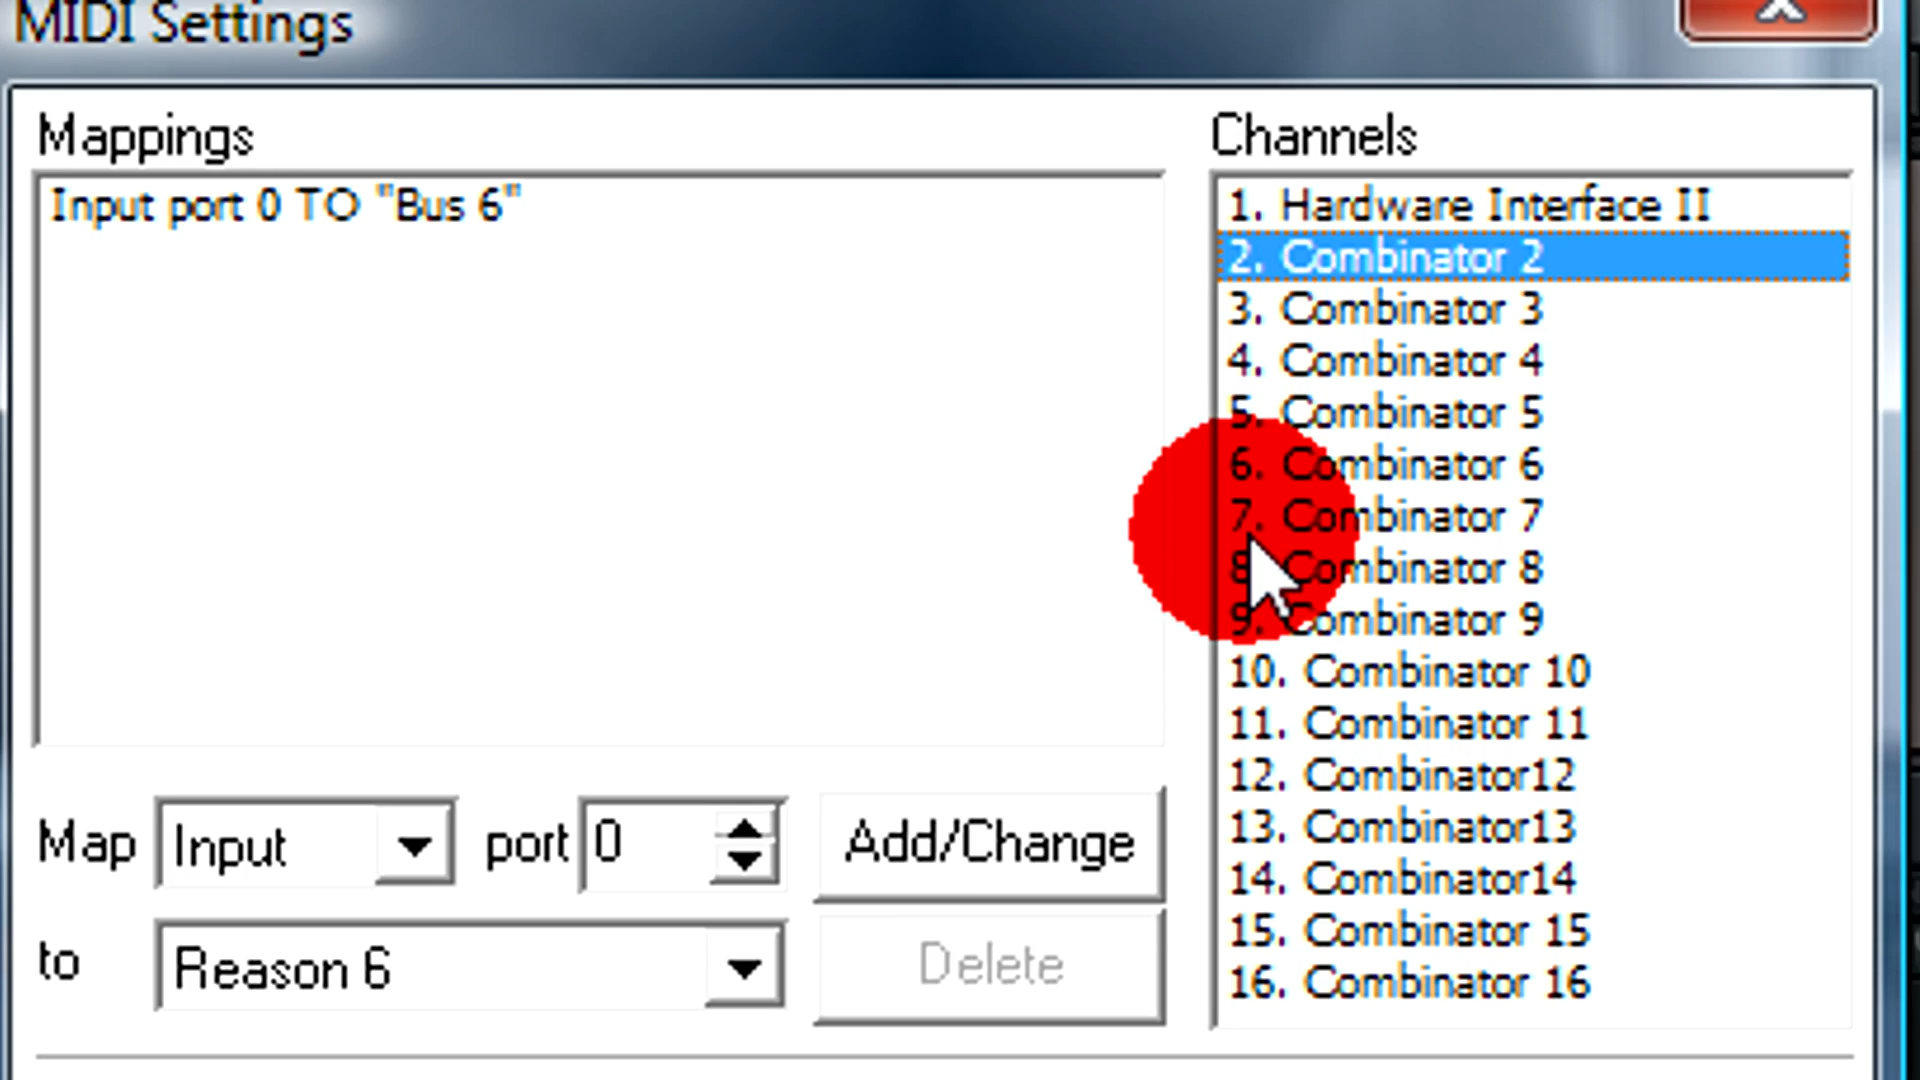 MIDI Settings
Mappings
Input port 0 TO "Bus 6"
Map Input port 0 Add/Change
to Reason 6 Delete
Channels
1. Hardware Interface II
2. Combinator 2
3. Combinator 3
4. Combinator 4
5. Combinator 5
6. Combinator 6
7. Combinator 7
8. Combinator 8
9. Combinator 9
10. Combinator 10
11. Combinator 11
12. Combinator12
13. Combinator13
14. Combinator14
15. Combinator 15
16. Combinator 16